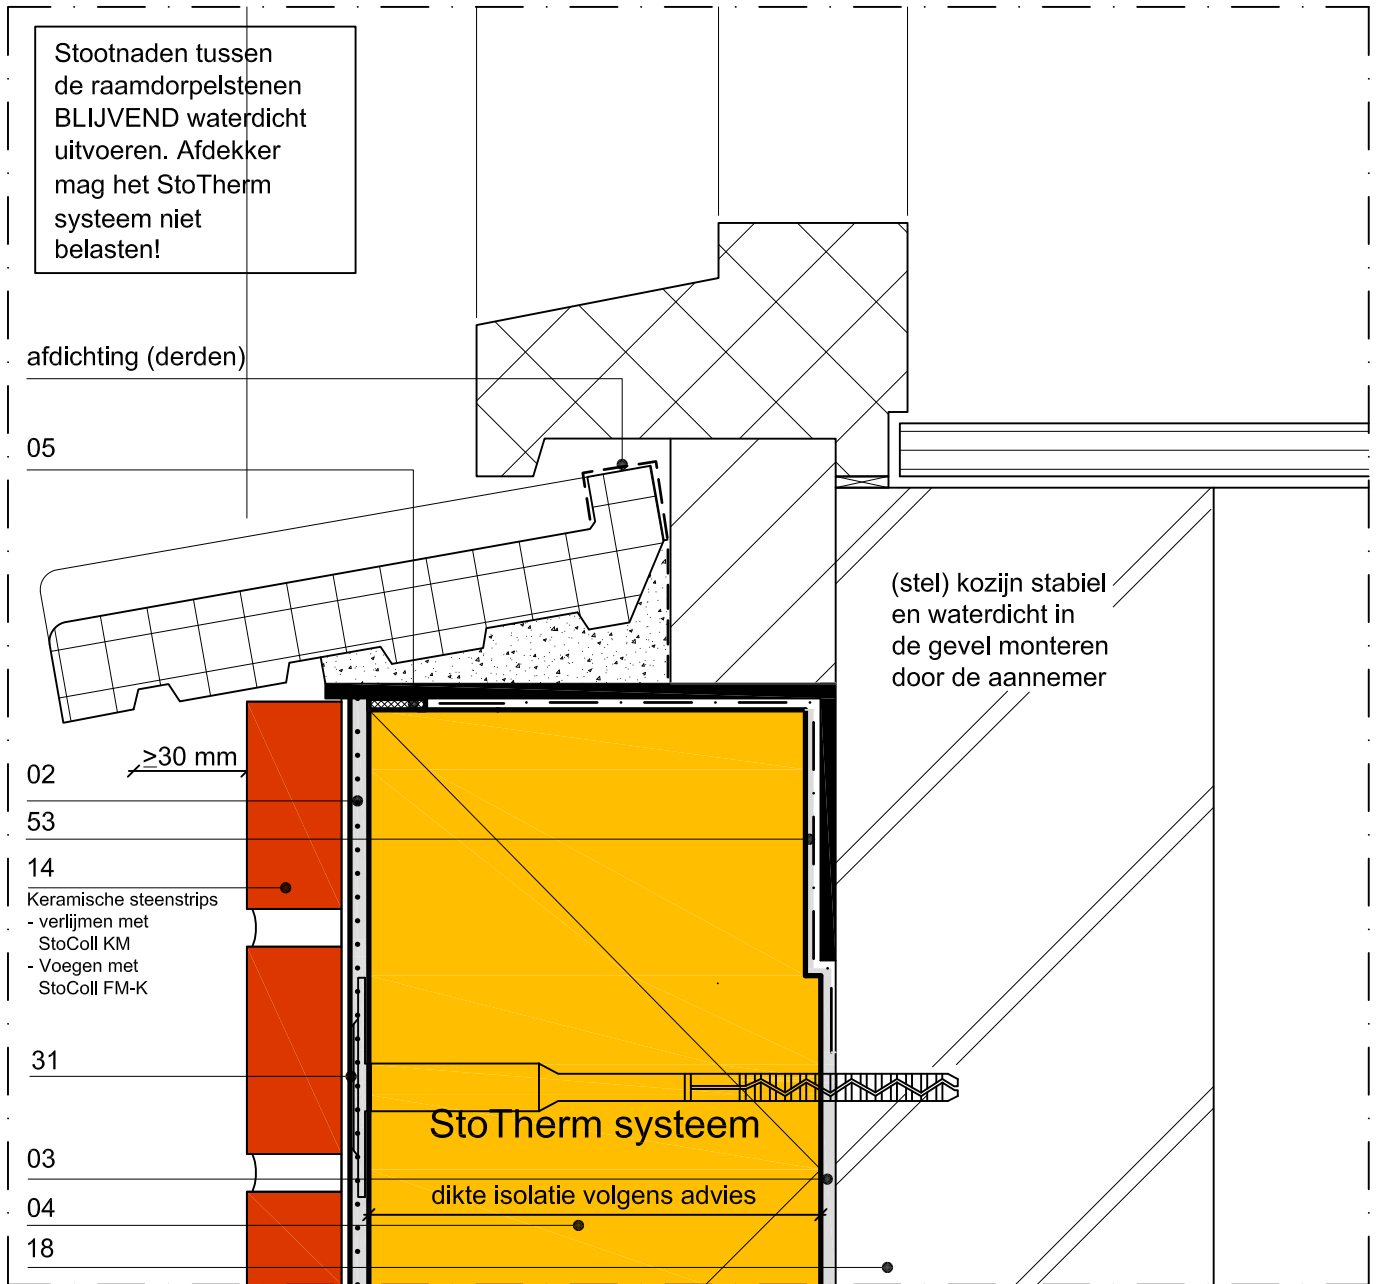 Stootnaden tussen
de raamdorpelstenen
BLIJVEND waterdicht
uitvoeren. Afdekker
mag het StoTherm
systeem niet
belasten!
afdichting (derden)
05
(stel) kozijn stabiel
en waterdicht in
de gevel monteren
door de aannemer
≥30 mm
02
53
14
Keramische steenstrips
- verlijmen met
StoColl KM
- Voegen met
StoColl FM-K
31
StoTherm systeem
03
dikte isolatie volgens advies
04
18